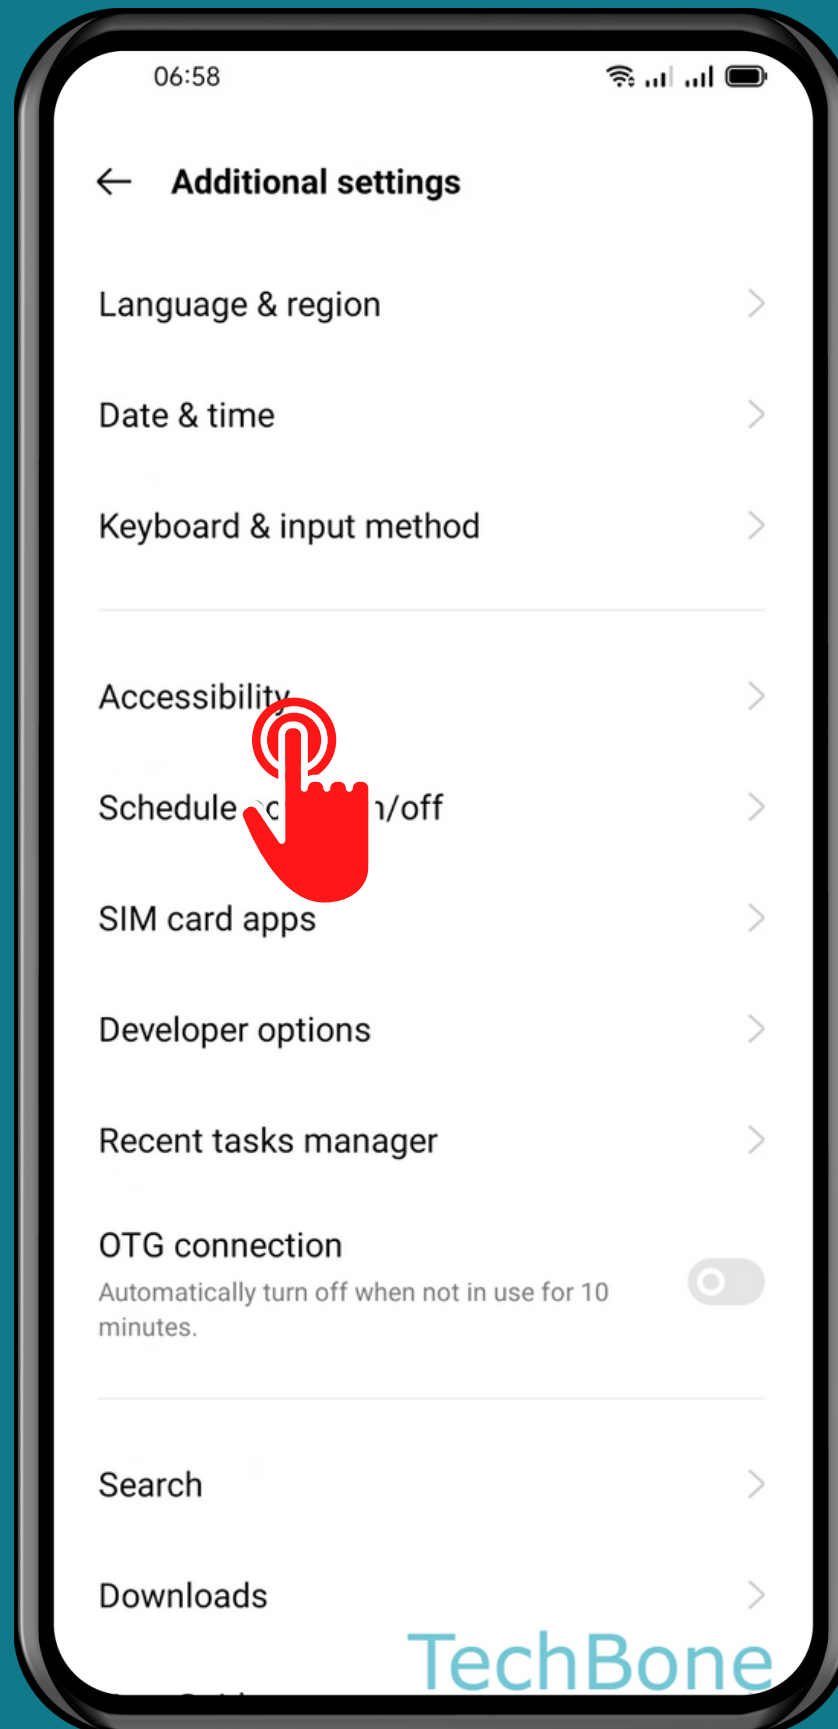 06:58
Additional settings
Language & region
Date & time
Keyboard & input method
Accessibility
Schedule /off
SIM card apps
Developer options
Recent tasks manager
OTG connection
Automatically turn off when not in use for 10
minutes.
Search
Downloads
TechBone